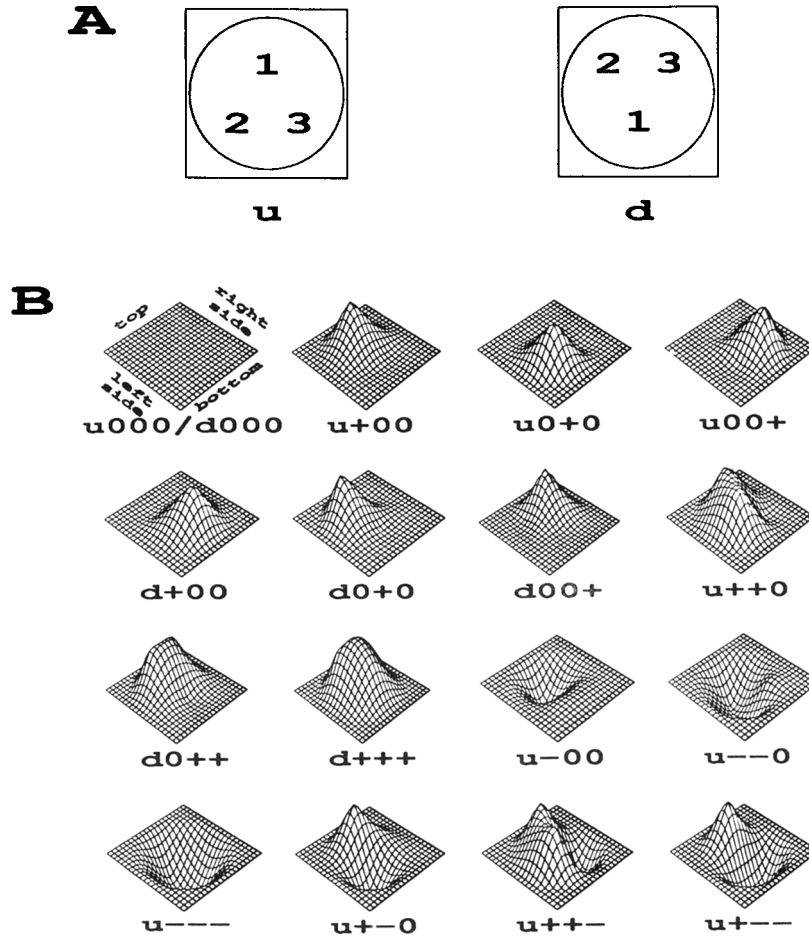 A
1
2 3
u
2 3
1
d
B
top
right side
left side
bottom
u000/d000
u+00
u0+0
u00+
d+00
d0+0
d00+
u++0
d0++
d+++
u-00
u--0
u---
u+-0
u++-
u+--